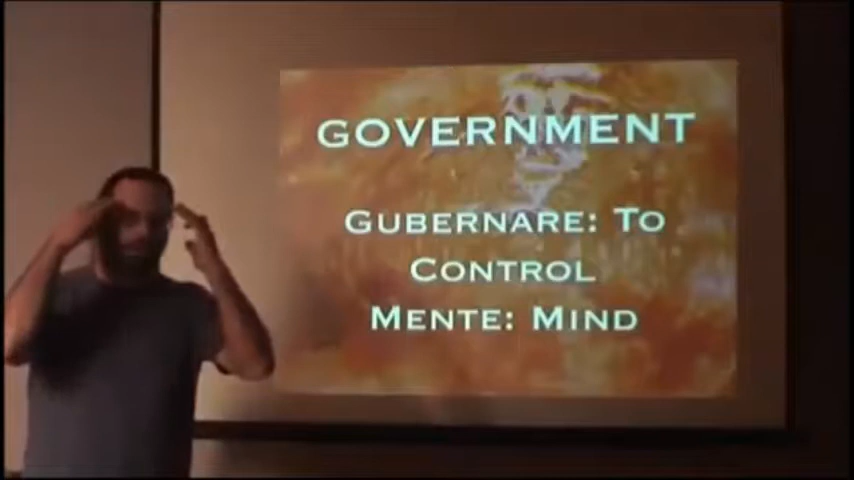 GOVERNMENT
GUBERNARE: TO
CONTROL
MENTE: MIND